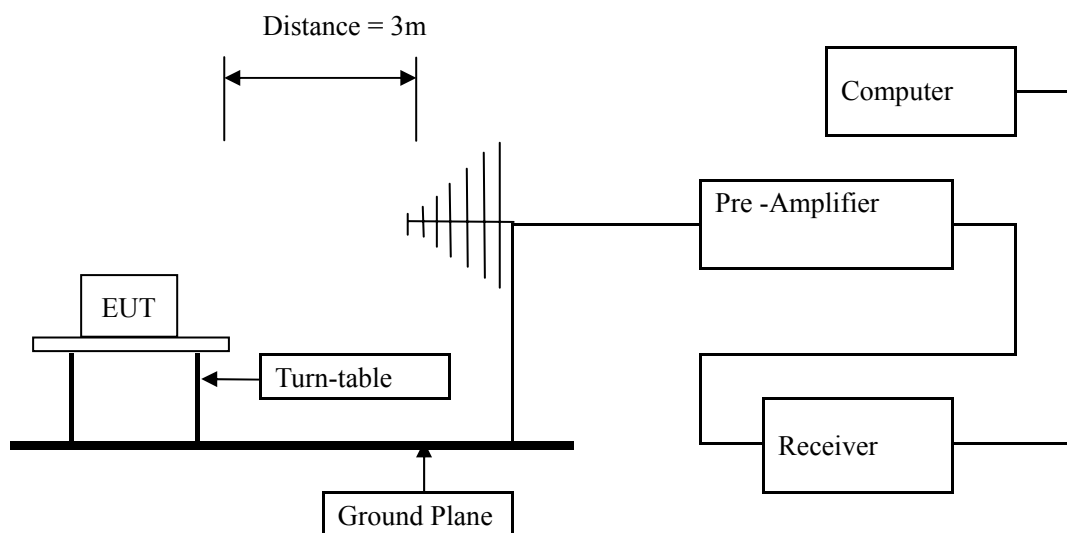 Distance = 3m
Computer
Pre -Amplifier
EUT
Turn-table
Receiver
Ground Plane